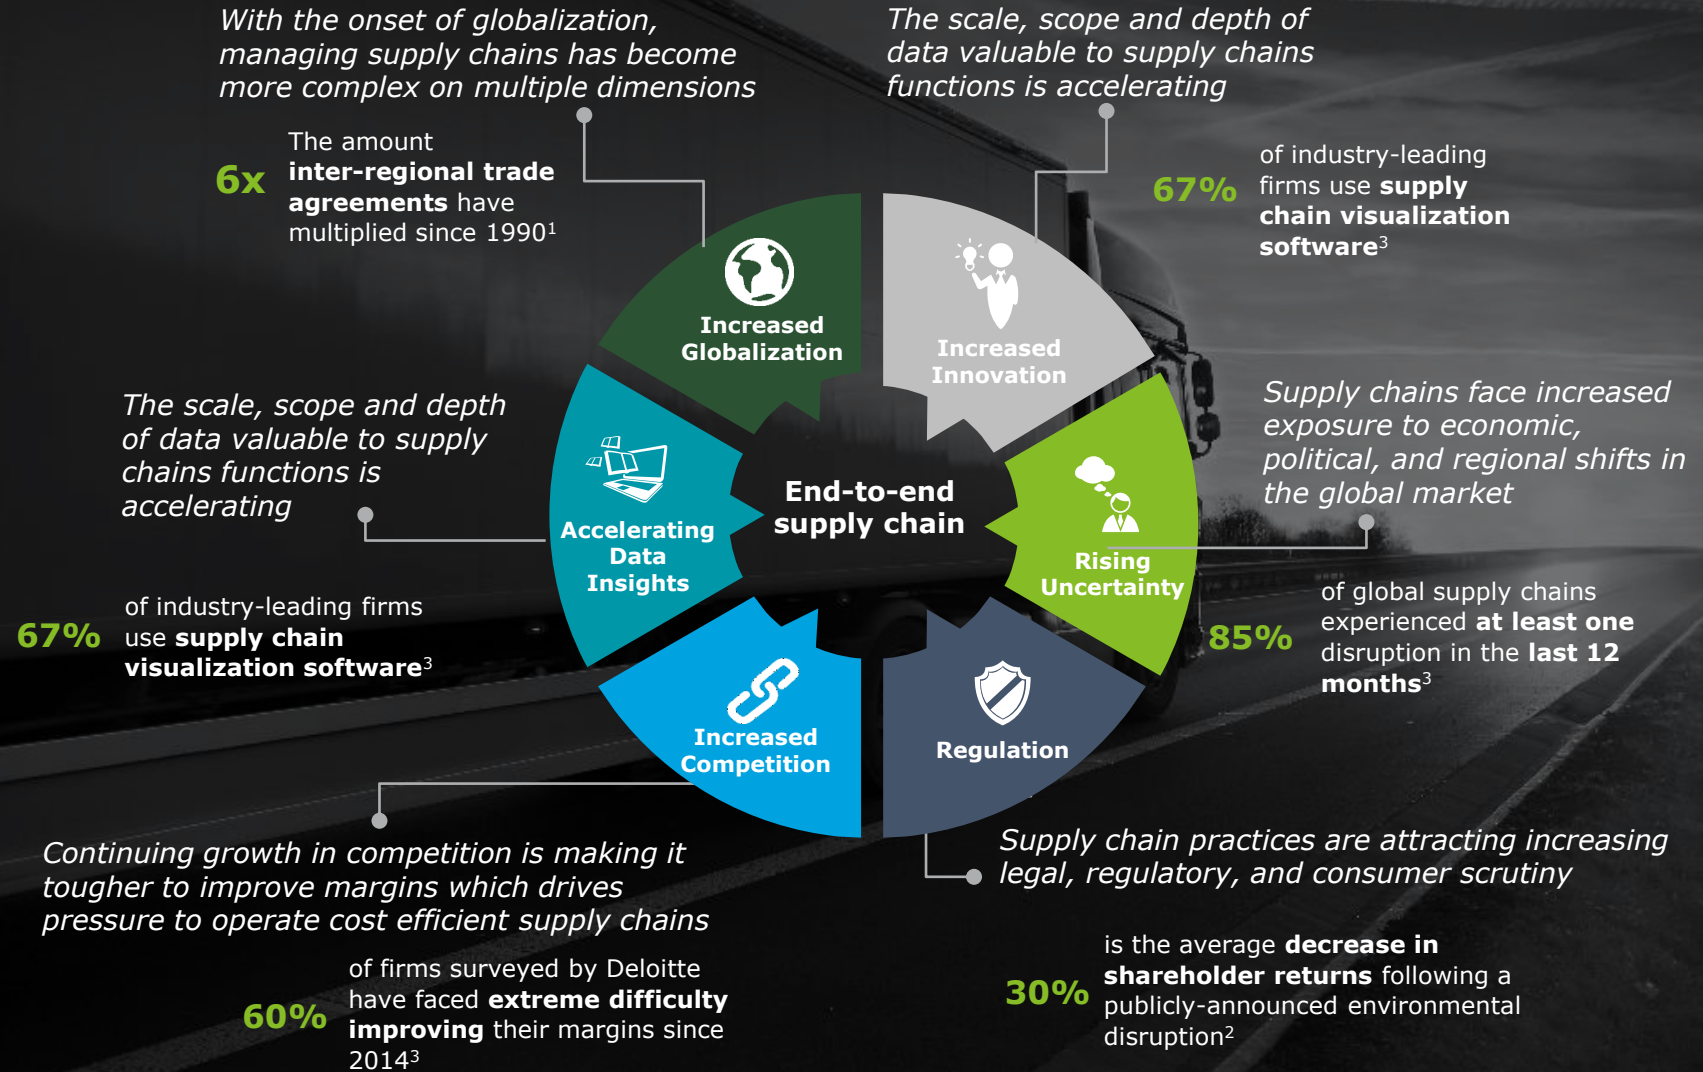 With the onset of globalization,
managing supply chains has become
more complex on multiple dimensions
6x
The amount
inter-regional trade
agreements have
multiplied since 1990¹
The scale, scope and depth of
data valuable to supply chains
functions is accelerating
67%
of industry-leading
firms use supply
chain visualization
software³
Increased
Globalization
Increased
Innovation
The scale, scope and depth
of data valuable to supply
chains functions is
accelerating
67%
of industry-leading firms
use supply chain
visualization software³
Accelerating
Data
Insights
End-to-end
supply chain
Rising
Uncertainty
Supply chains face increased
exposure to economic,
political, and regional shifts in
the global market
85%
of global supply chains
experienced at least one
disruption in the last 12
months³
Increased
Competition
Regulation
Continuing growth in competition is making it
tougher to improve margins which drives
pressure to operate cost efficient supply chains
60%
of firms surveyed by Deloitte
have faced extreme difficulty
improving their margins since
2014³
Supply chain practices are attracting increasing
legal, regulatory, and consumer scrutiny
30%
is the average decrease in
shareholder returns following a
publicly-announced environmental
disruption²